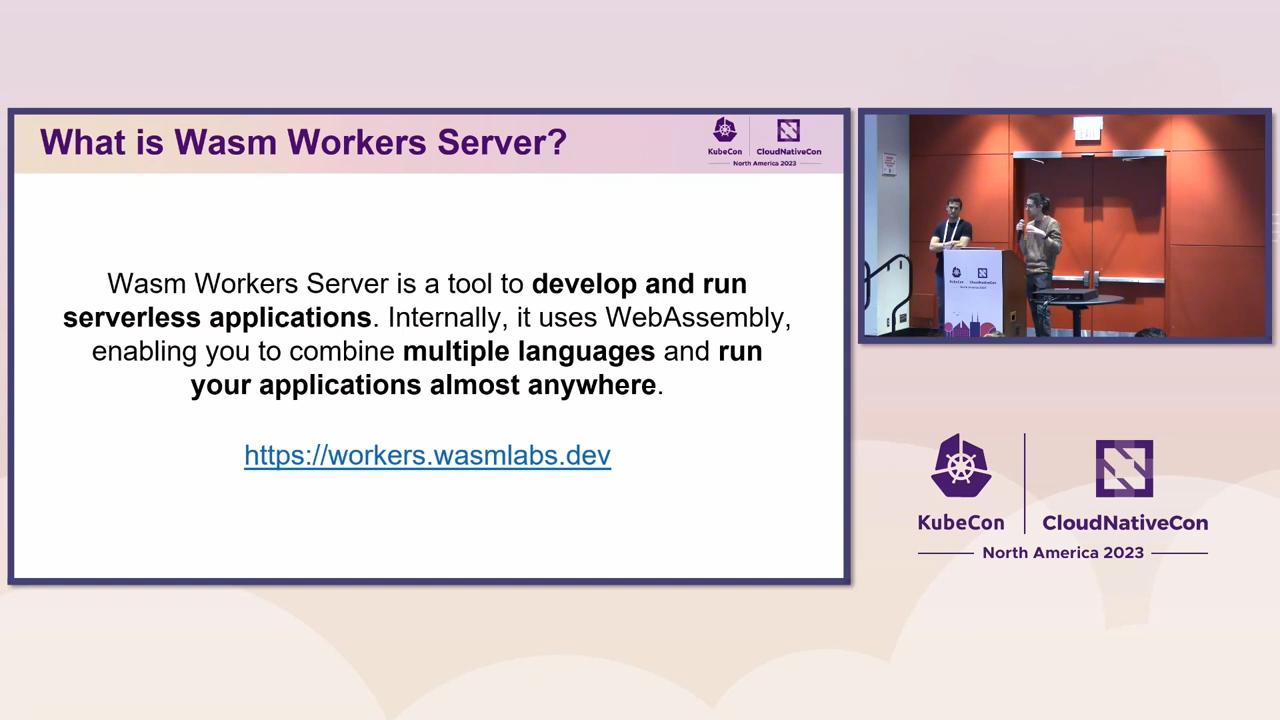 What is Wasm Workers Server?
KubeCon
CloudNativeCon
North America 2023
Wasm Workers Server is a tool to develop and run
serverless applications. Internally, it uses WebAssembly,
enabling you to combine multiple languages and run
your applications almost anywhere.
https://workers.wasmlabs.dev
KubeCon
CloudNativeCon
KubeCon
CloudNativeCon
North America 2023